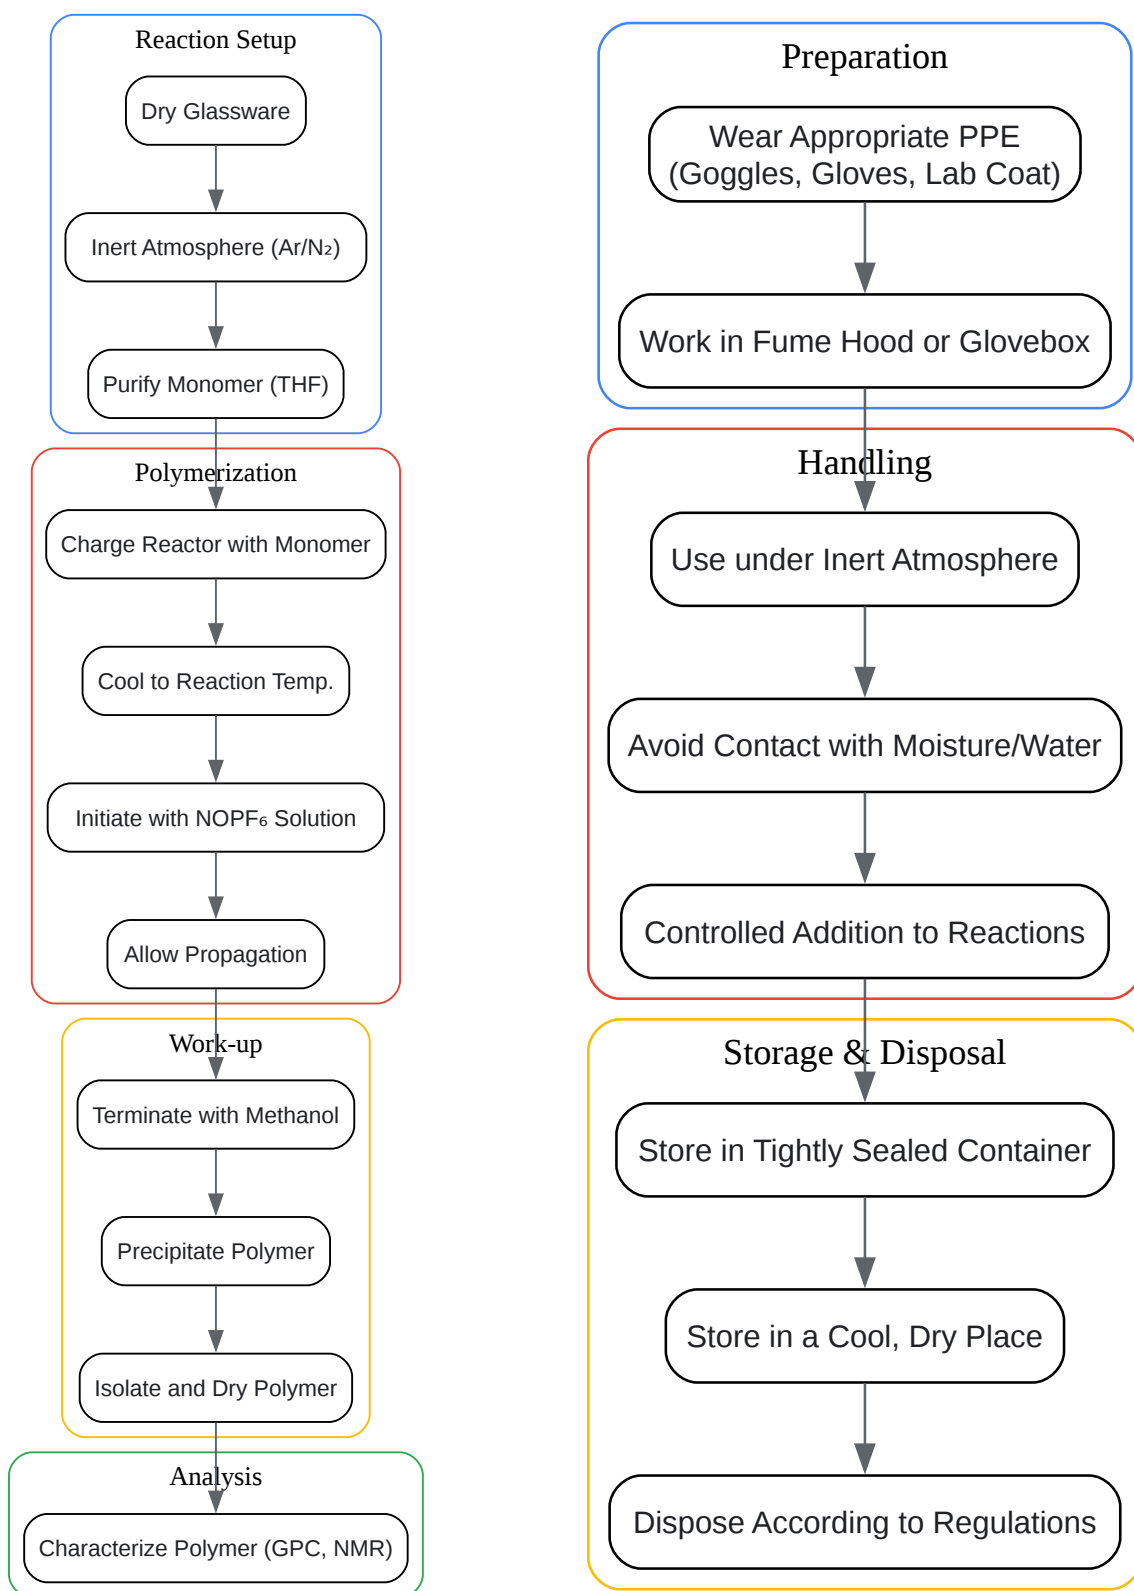 Reaction Setup
Dry Glassware
Inert Atmosphere (Ar/N₂)
Purify Monomer (THF)
Polymerization
Charge Reactor with Monomer
Cool to Reaction Temp.
Initiate with NOPF₆ Solution
Allow Propagation
Work-up
Terminate with Methanol
Precipitate Polymer
Isolate and Dry Polymer
Analysis
Characterize Polymer (GPC, NMR)
Preparation
Wear Appropriate PPE
(Goggles, Gloves, Lab Coat)
Work in Fume Hood or Glovebox
Handling
Use under Inert Atmosphere
Avoid Contact with Moisture/Water
Controlled Addition to Reactions
Storage & Disposal
Store in Tightly Sealed Container
Store in a Cool, Dry Place
Dispose According to Regulations